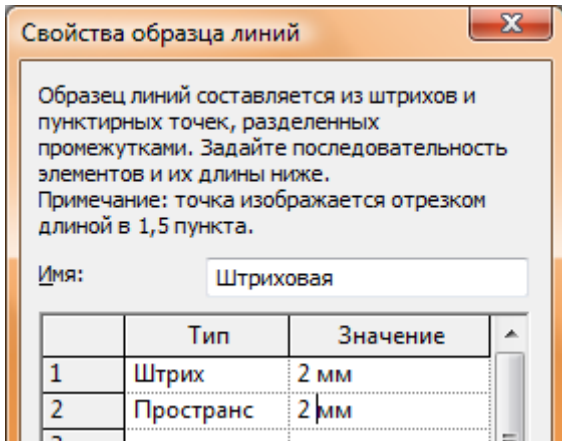 Свойства образца линий
Образец линий составляется из штрихов и
пунктирных точек, разделенных
промежутками. Задайте последовательность
элементов и их длины ниже.
Примечание: точка изображается отрезком
длиной в 1,5 пункта.
Имя: Штриховая
Тип Значение
1 Штрих 2 мм
2 Пространс 2 мм